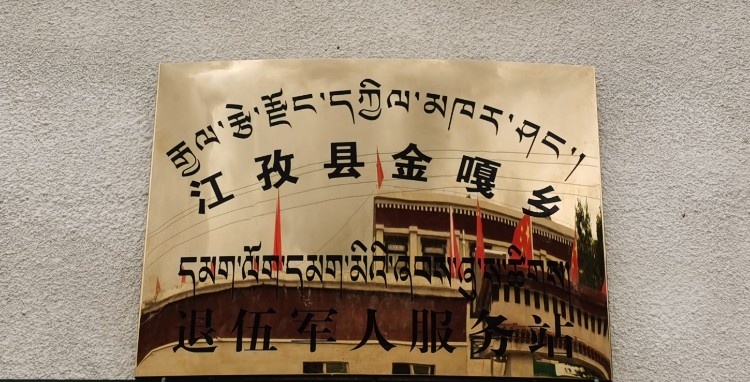 རྒྱལ་རྩེ་རྫོང་དཀྱིལ་མཁར་ཤང་།
江孜县金嘎乡
དམག་འོག་དམག་མིའི་ཞབས་ཞུ་ས་ཚིགས།
退伍军人服务站